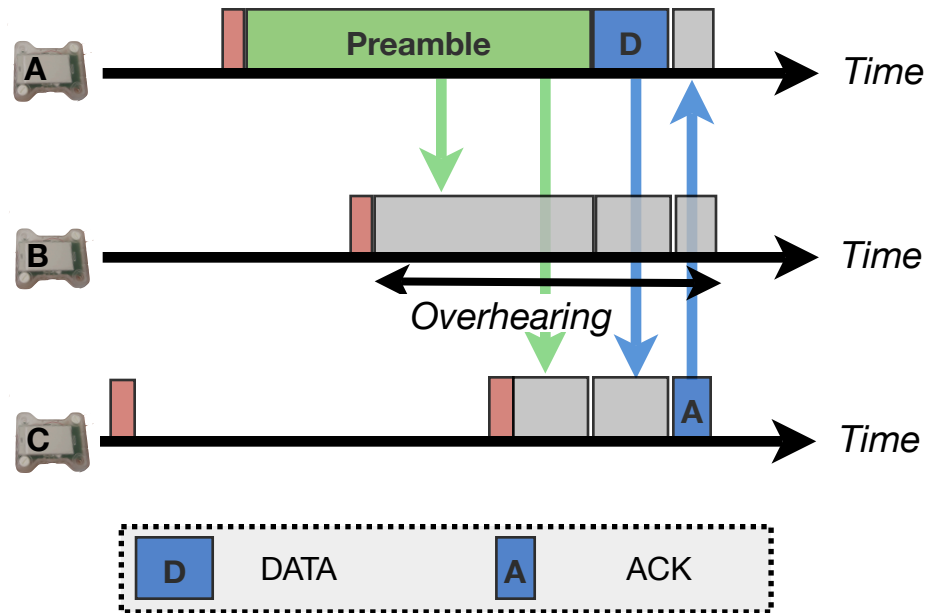 A
Preamble
D
Time
B
Time
Overhearing
C
A
Time
D
DATA
A
ACK